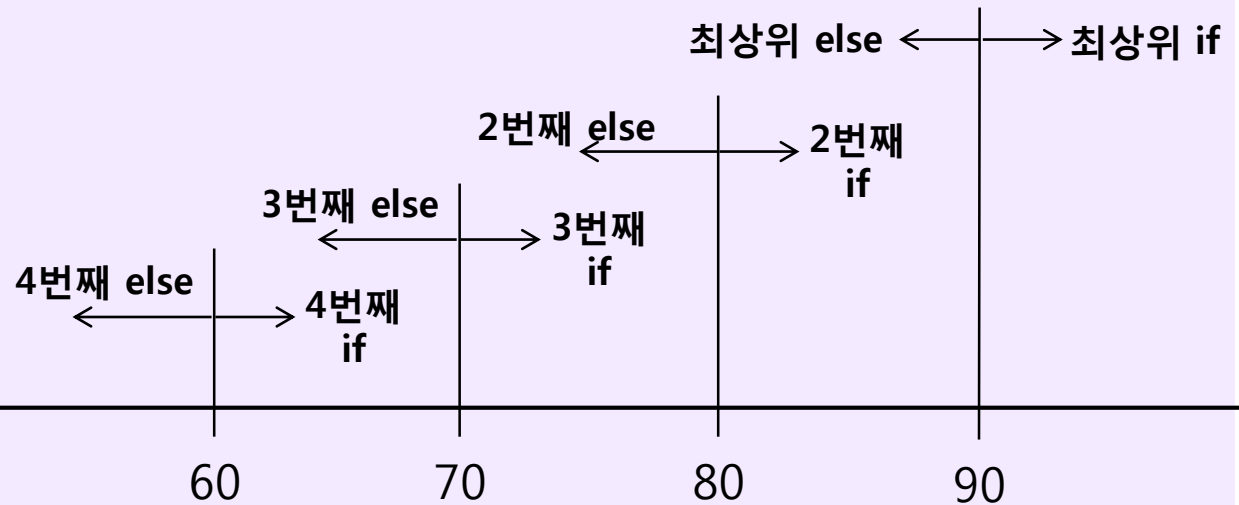 최상위 else
최상위 if
2번째 else
2번째
if
3번째 else
3번째
if
4번째 else
4번째
if
60
70
80
90